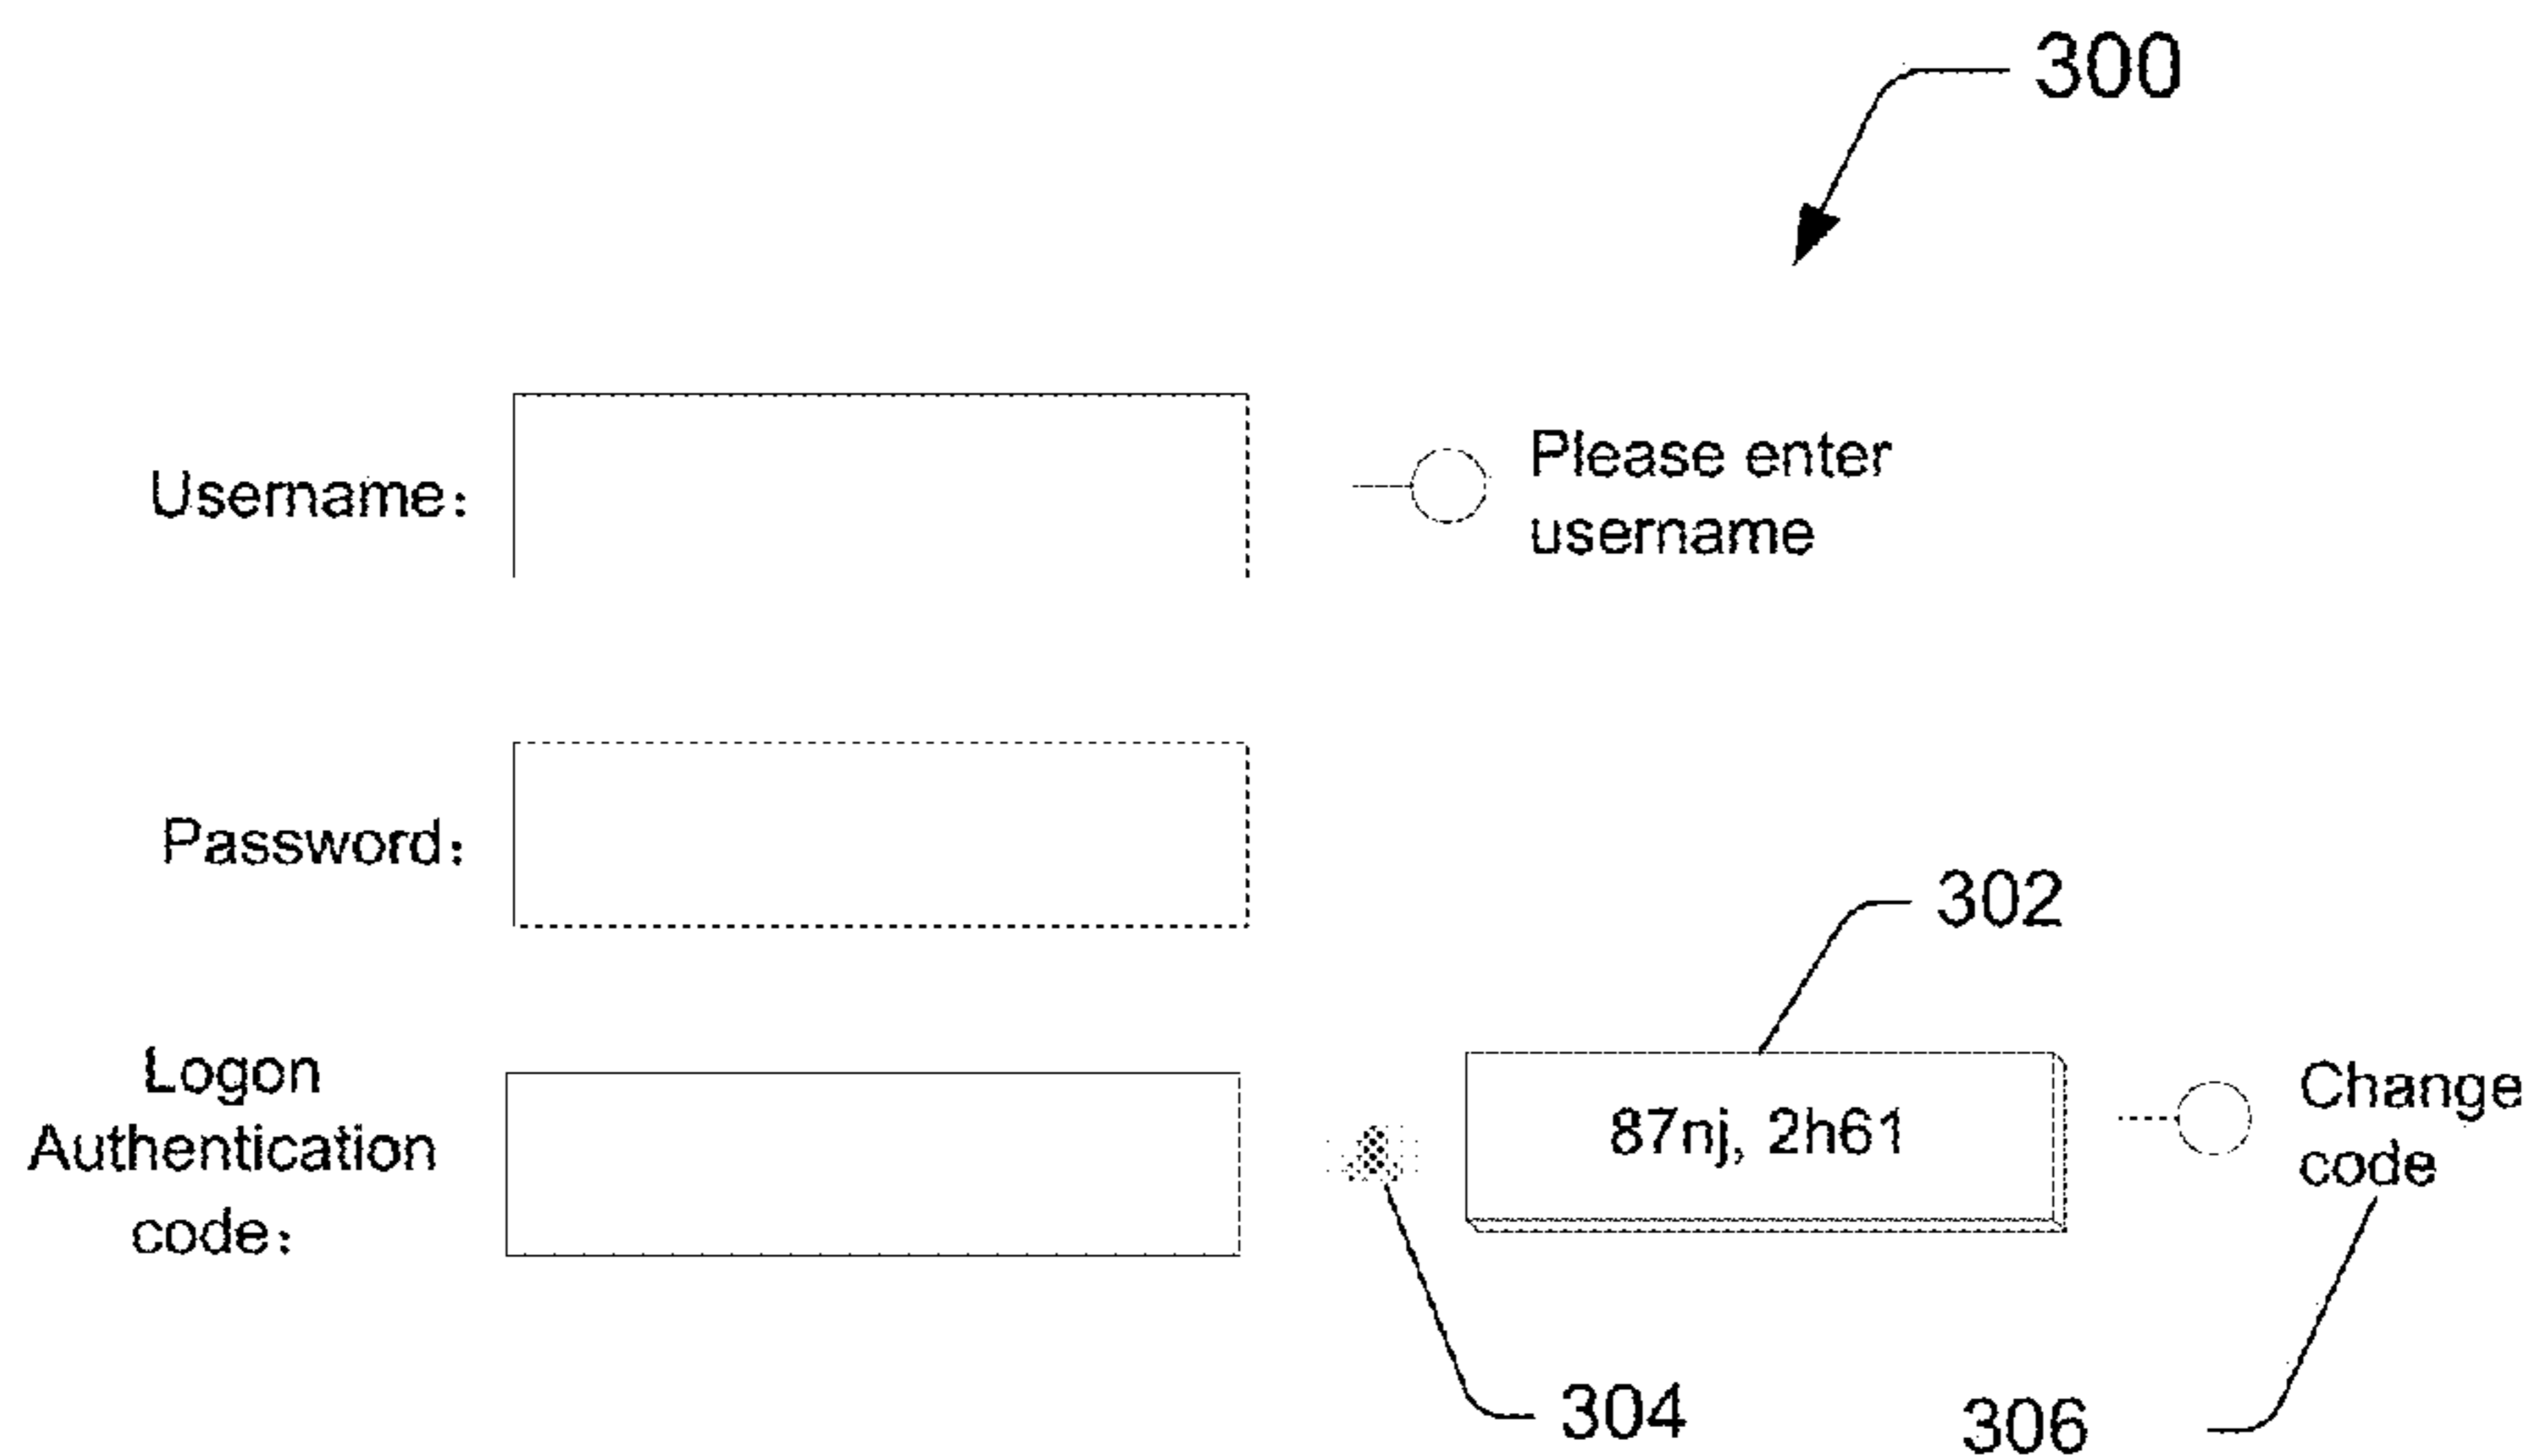 300
Username:
Please enter
username
Password:
302
Logon
Authentication
code:
87nj, 2h61
Change
code
304
306